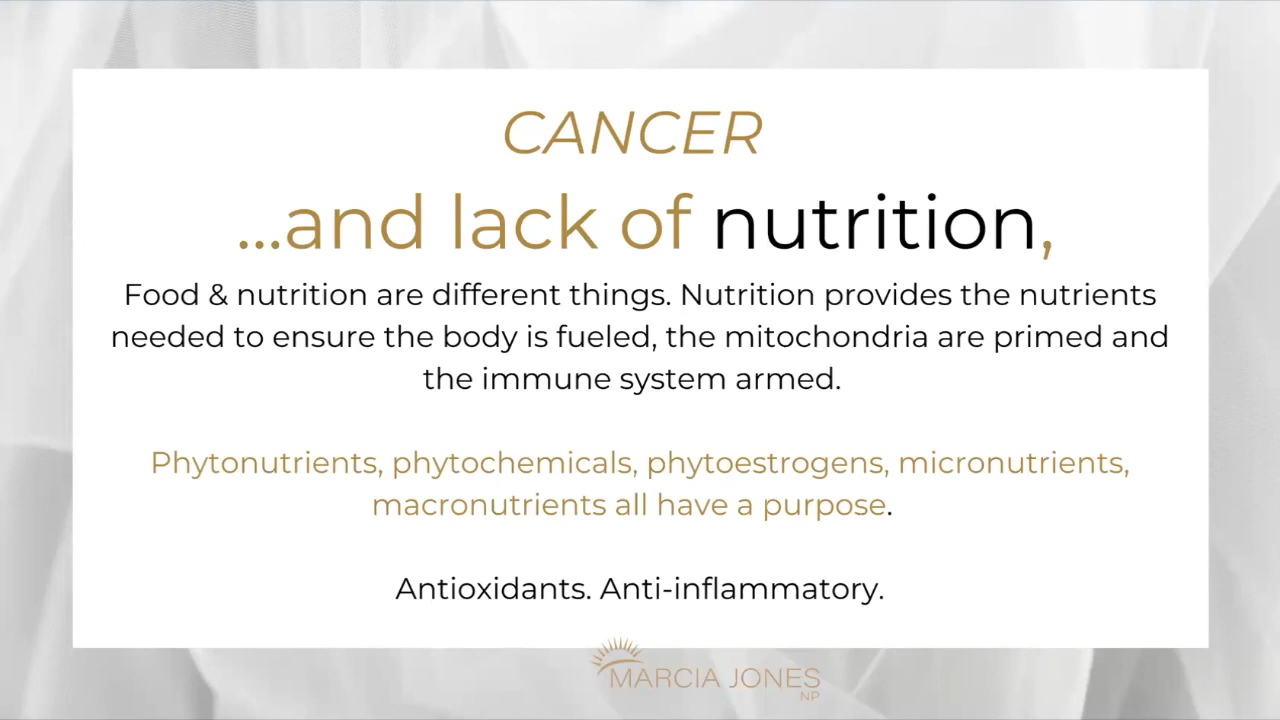 CANCER
...and lack of nutrition,
Food & nutrition are different things. Nutrition provides the nutrients
needed to ensure the body is fueled, the mitochondria are primed and
the immune system armed.
Phytonutrients, phytochemicals, phytoestrogens, micronutrients,
macronutrients all have a purpose.
Antioxidants. Anti-inflammatory.
MARCIA JONES
NP